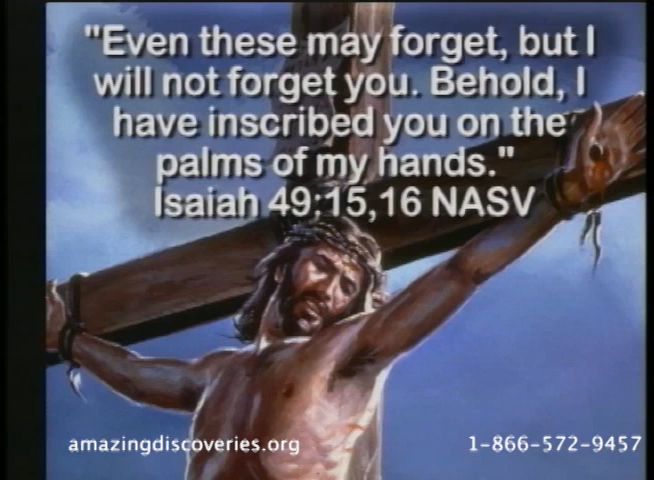 "Even these may forget, but I
will not forget you. Behold, I
have inscribed you on the
palms of my hands."
Isaiah 49:15,16 NASV
amazingdiscoveries.org 1-866-572-9457